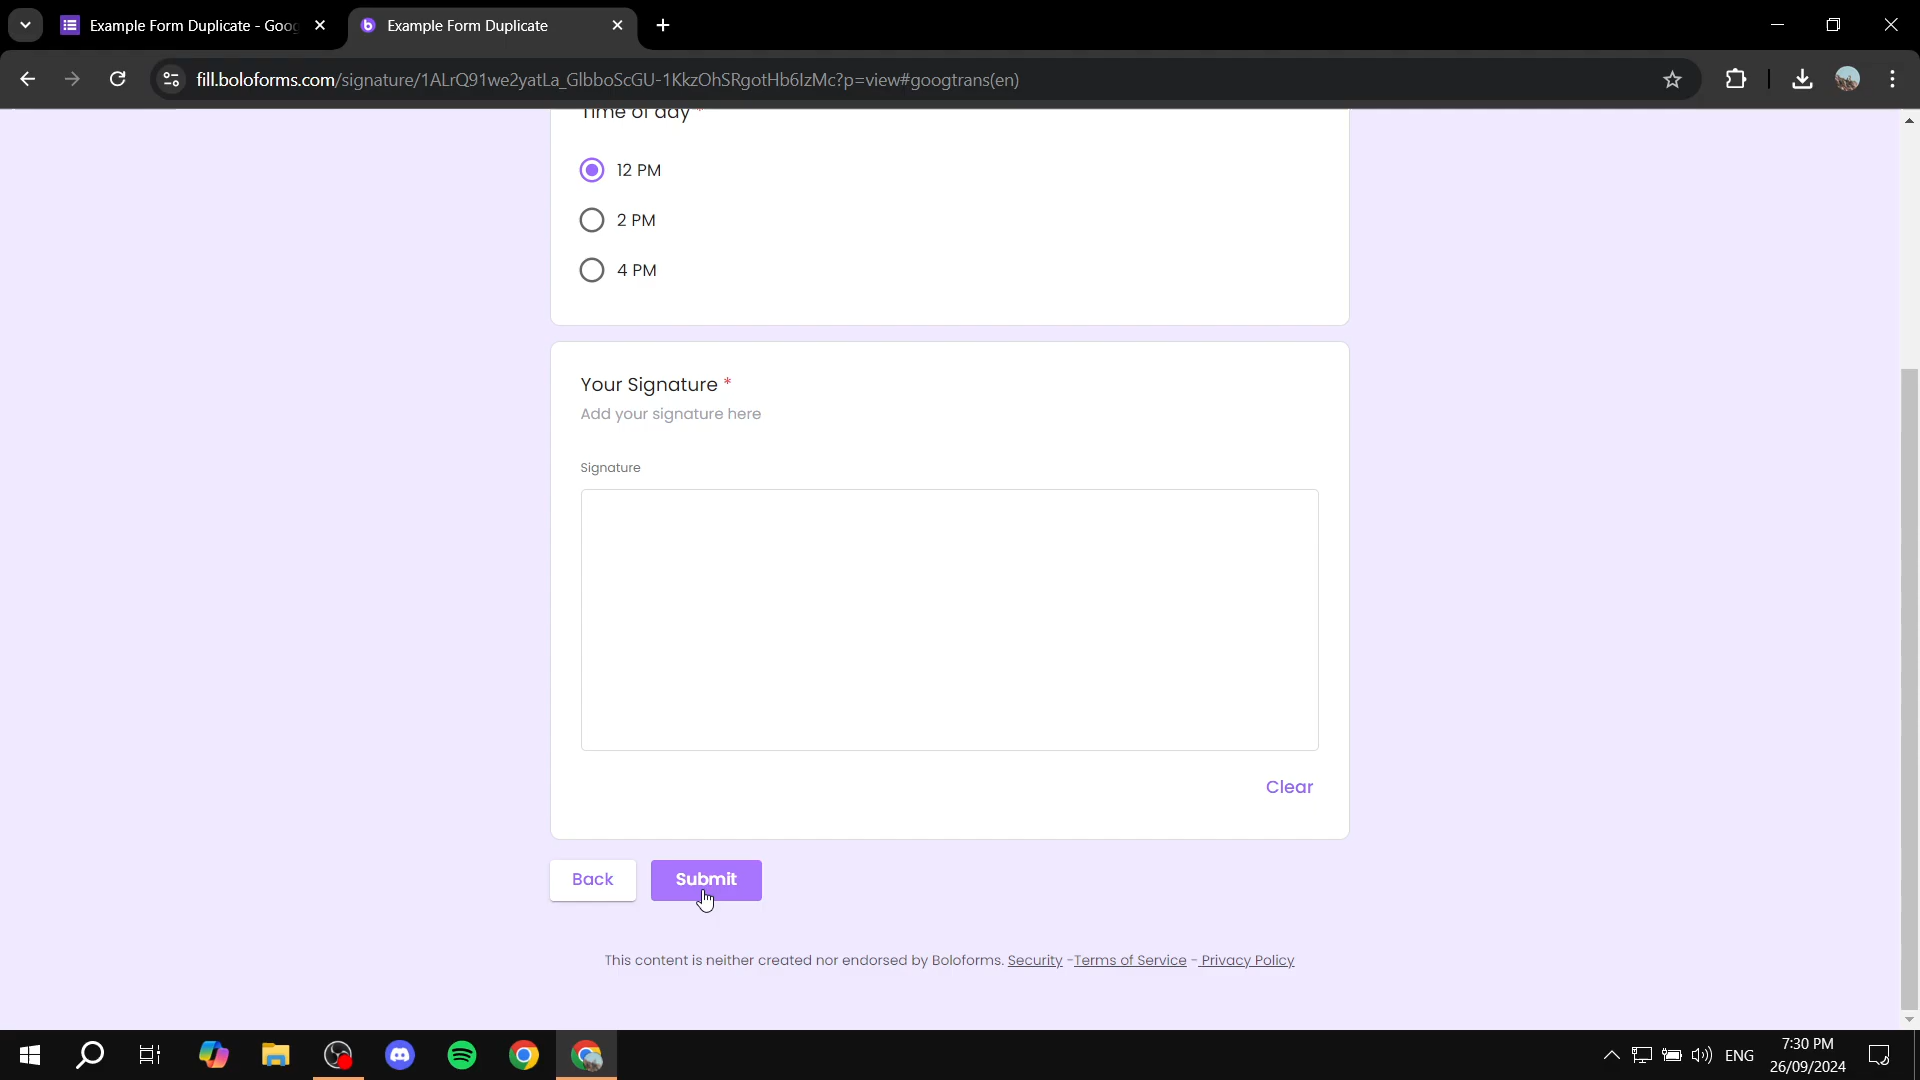 Example Form Duplicate - Goog
Example Form Duplicate
fill.boloforms.com/signature/1ALrQ91we2yatLa_GlbboScGU-1KkzOhSRgotHb6IzMc?p=view#googtrans(en)
Time of day *
12 PM
2 PM
4 PM
Your Signature *
Add your signature here
Signature
Clear
Back
Submit
This content is neither created nor endorsed by Boloforms. Security -Terms of Service - Privacy Policy
ENG
7:30 PM
26/09/2024